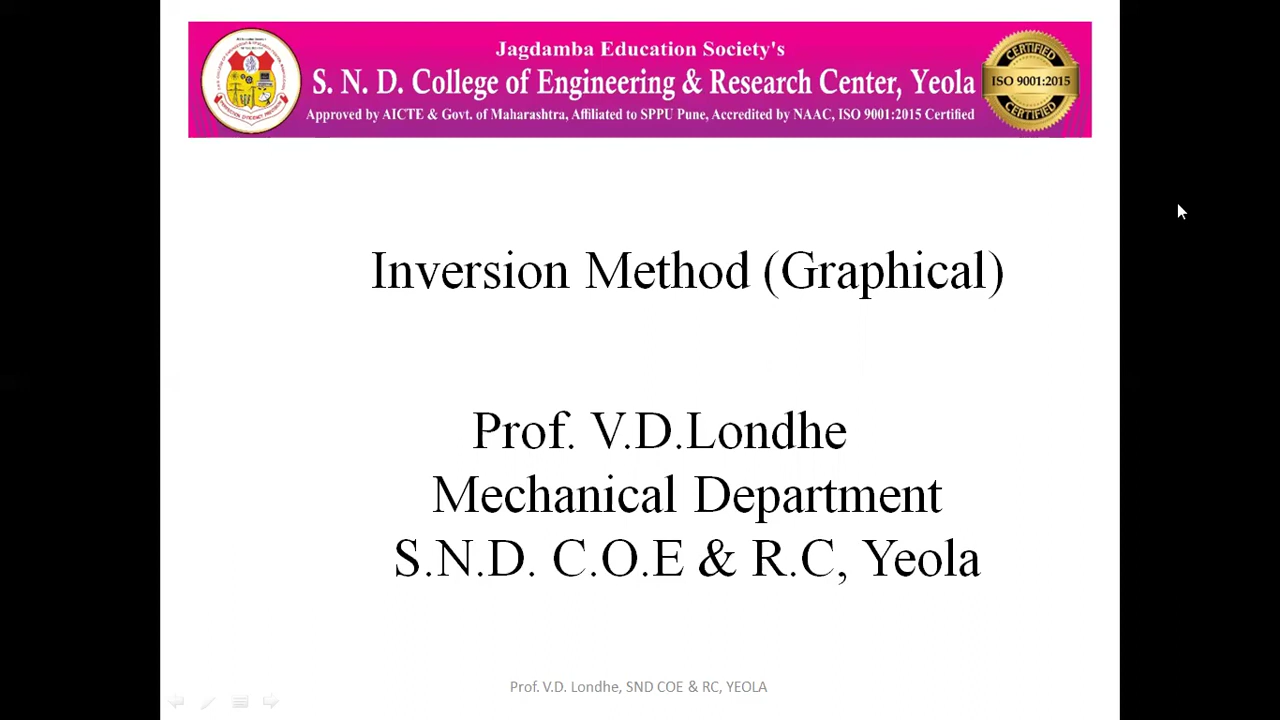 Jagdamba Education Society's
S. N. D. College of Engineering & Research Center, Yeola
Approved by AICTE & Govt. of Maharashtra, Affiliated to SPPU Pune, Accredited by NAAC, ISO 9001:2015 Certified
CERTIFIED
ISO 9001:2015
CERTIFIED
Inversion Method (Graphical)
Prof. V.D.Londhe
Mechanical Department
S.N.D. C.O.E & R.C, Yeola
Prof. V.D. Londhe, SND COE & RC, YEOLA